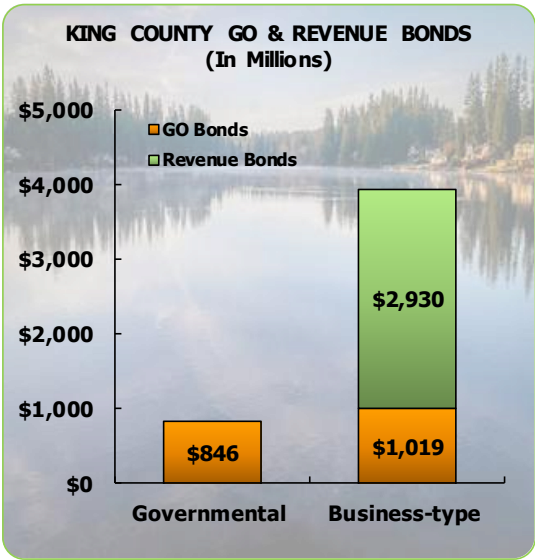 KING COUNTY GO & REVENUE BONDS
(In Millions)
$5,000
GO Bonds
Revenue Bonds
$4,000
$3,000
$2,930
$2,000
$1,000
$846
$1,019
$0
Governmental
Business-type